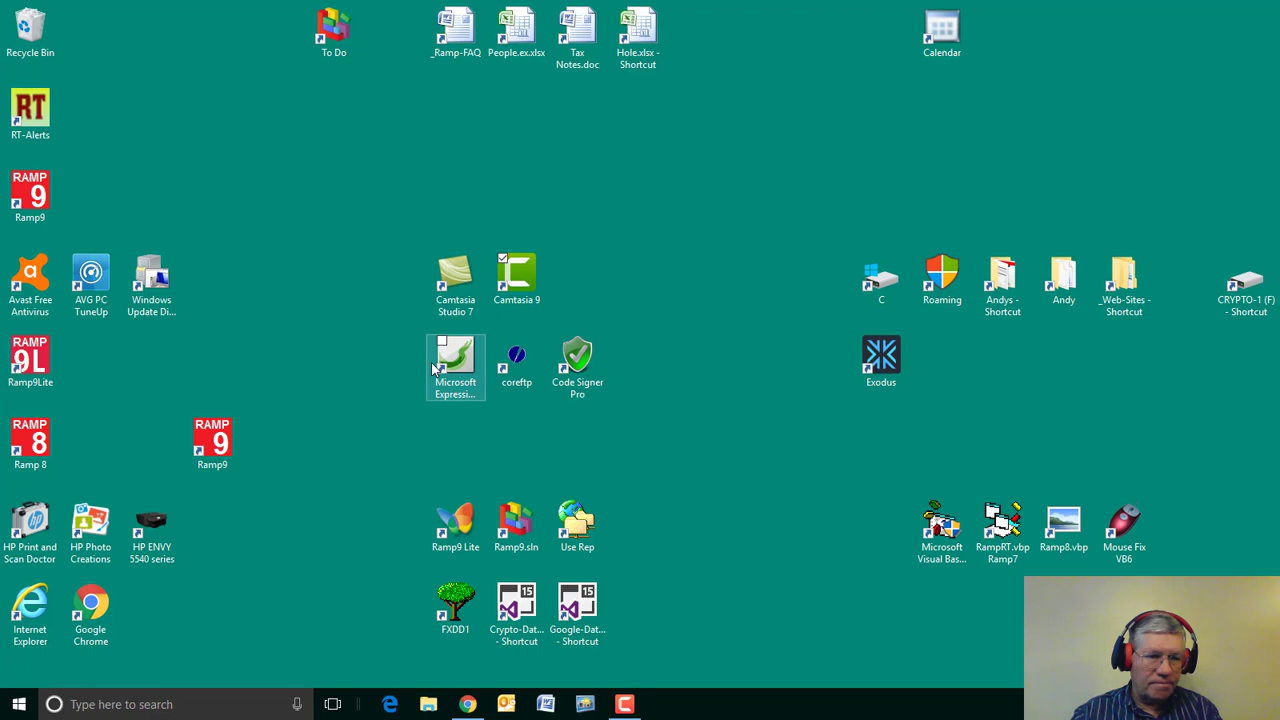 Recycle Bin
To Do
_Ramp-FAQ
People.ex.xlsx
Tax
Notes.doc
Hole.xlsx -
Shortcut
Calendar
RT
RT-Alerts
RAMP
9
Ramp9
Avast Free
Antivirus
AVG PC
TuneUp
Windows
Update Di...
Camtasia
Studio 7
Camtasia 9
C
Roaming
Andys -
Shortcut
Andy
_Web-Sites -
Shortcut
CRYPTO-1 (F)
- Shortcut
RAMP
9L
Ramp9Lite
Microsoft
Expressi...
coreftp
Code Signer
Pro
Exodus
RAMP
8
Ramp 8
RAMP
9
Ramp9
HP Print and
Scan Doctor
HP Photo
Creations
HP ENVY
5540 series
Ramp9 Lite
Ramp9.sln
Use Rep
Microsoft
Visual Bas...
RampRT.vbp
Ramp7
Ramp8.vbp
Mouse Fix
VB6
Internet
Explorer
Google
Chrome
FXDD1
15
Crypto-Dat...
- Shortcut
15
Google-Dat...
- Shortcut
Type here to search